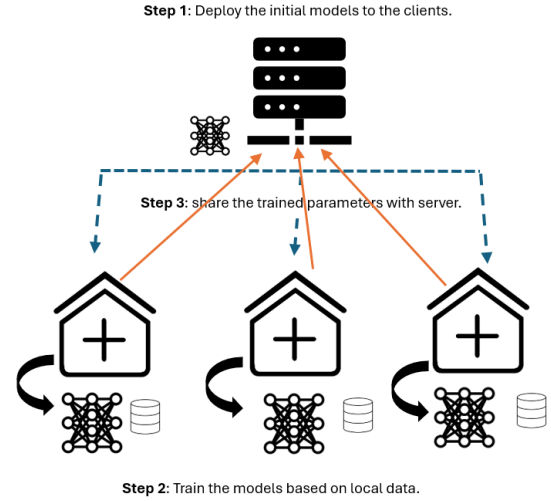 Step 1: Deploy the initial models to the clients.
Step 3: share the trained parameters with server.
Step 2: Train the models based on local data.